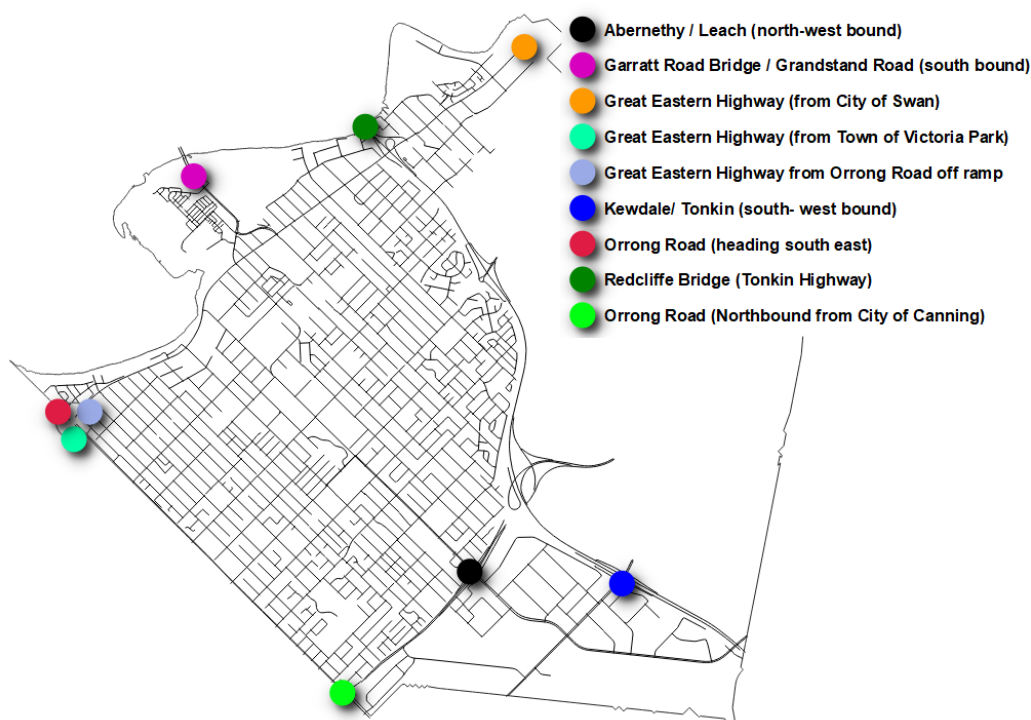 Abernethy / Leach (north-west bound)
Garratt Road Bridge / Grandstand Road (south bound)
Great Eastern Highway (from City of Swan)
Great Eastern Highway (from Town of Victoria Park)
Great Eastern Highway from Orrong Road off ramp
Kewdale/ Tonkin (south- west bound)
Orrong Road (heading south east)
Redcliffe Bridge (Tonkin Highway)
Orrong Road (Northbound from City of Canning)